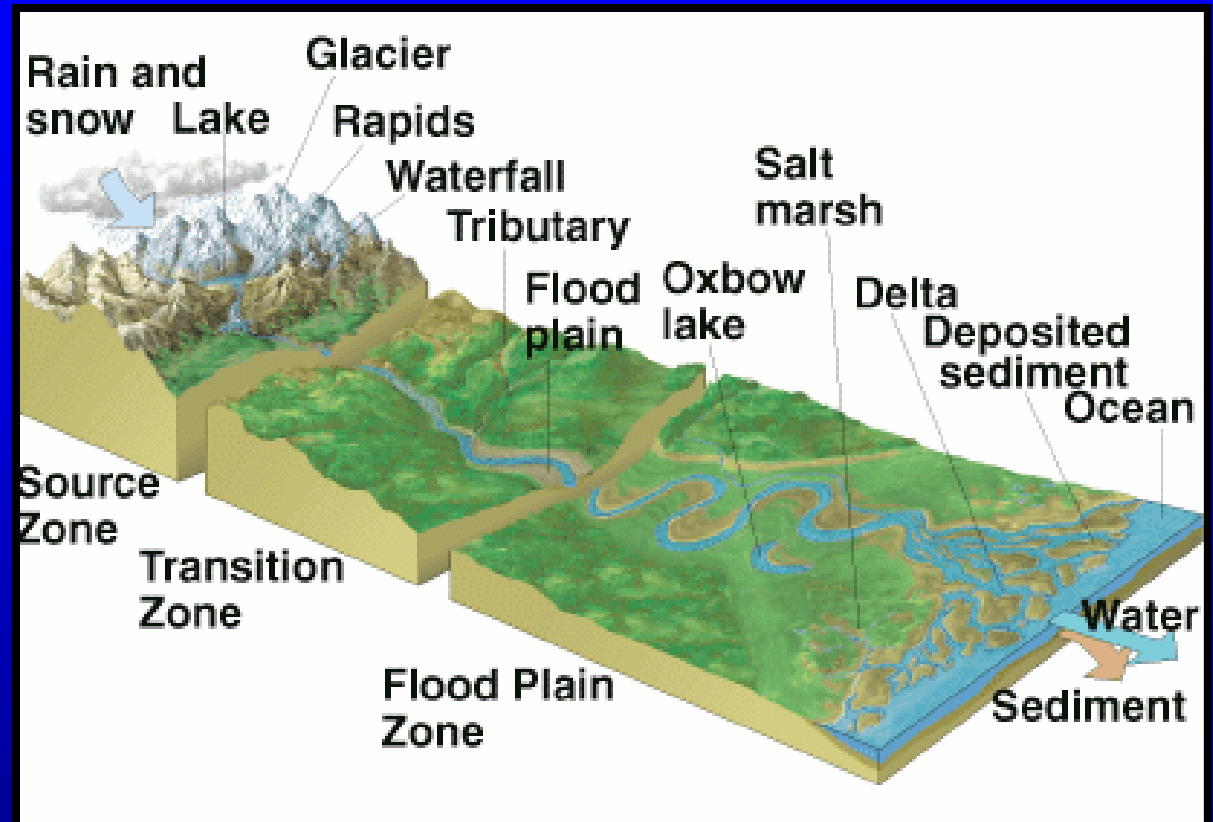 Rain and
snow
Lake
Glacier
Rapids
Waterfall
Tributary
Flood
plain
Oxbow
lake
Salt
marsh
Delta
Deposited
sediment
Ocean
Source
Zone
Transition
Zone
Flood Plain
Zone
Water
Sediment